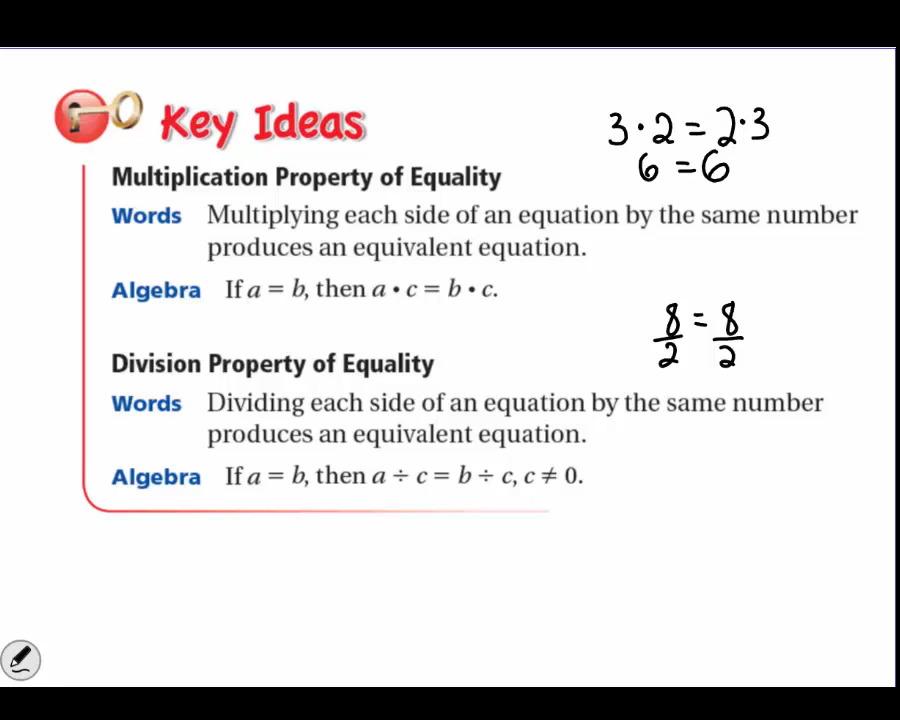 Key Ideas
3 · 2 = 2 · 3
6 = 6
Multiplication Property of Equality
Words Multiplying each side of an equation by the same number
produces an equivalent equation.
Algebra If a = b, then a • c = b • c.
8/2 = 8/2
Division Property of Equality
Words Dividing each side of an equation by the same number
produces an equivalent equation.
Algebra If a = b, then a ÷ c = b ÷ c, c ≠ 0.